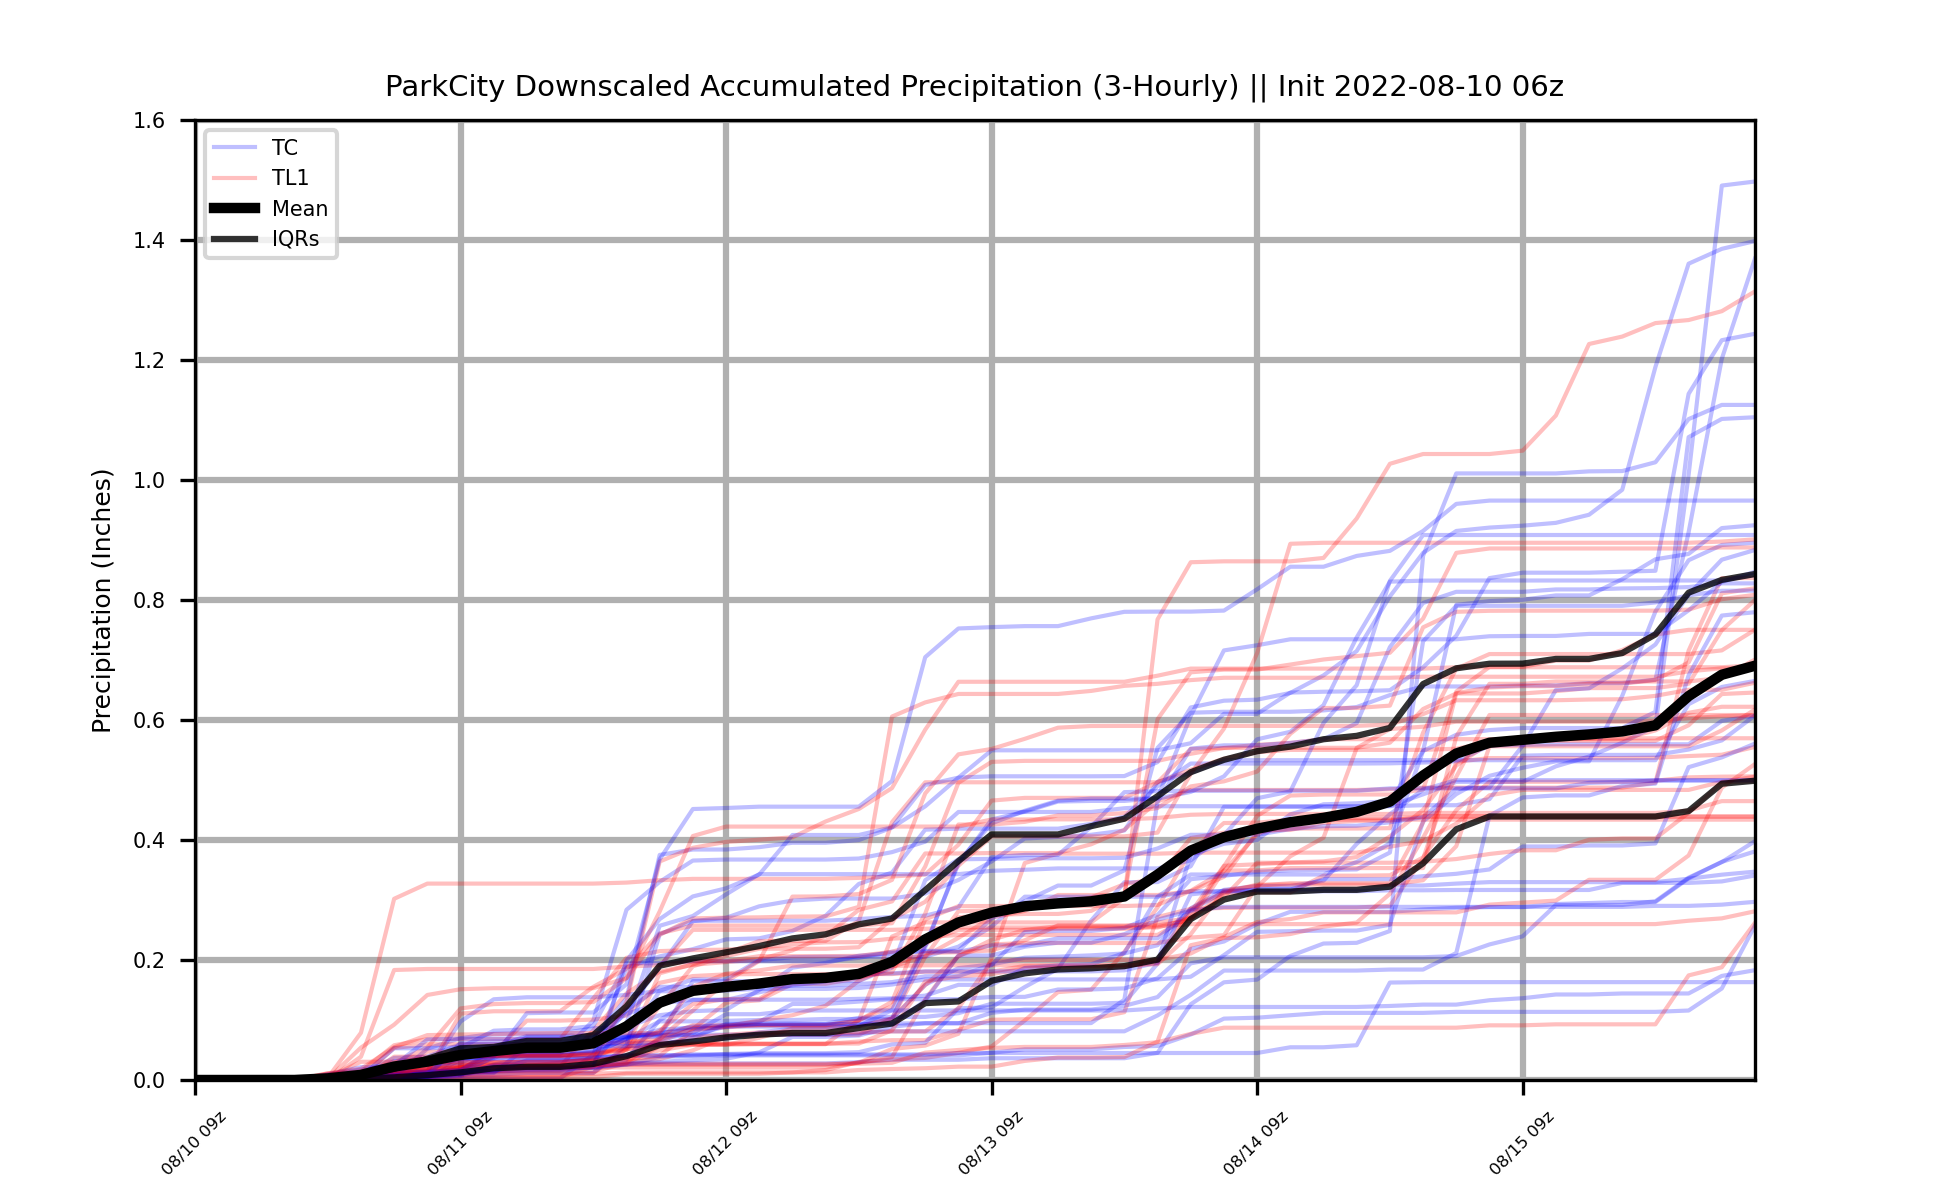 ParkCity Downscaled Accumulated Precipitation (3-Hourly) || Init 2022-08-10 06z
TC
TL1
Mean
IQRs
Precipitation (Inches)
1.6
1.4
1.2
1.0
0.8
0.6
0.4
0.2
0.0
08/10 09z
08/11 09z
08/12 09z
08/13 09z
08/14 09z
08/15 09z